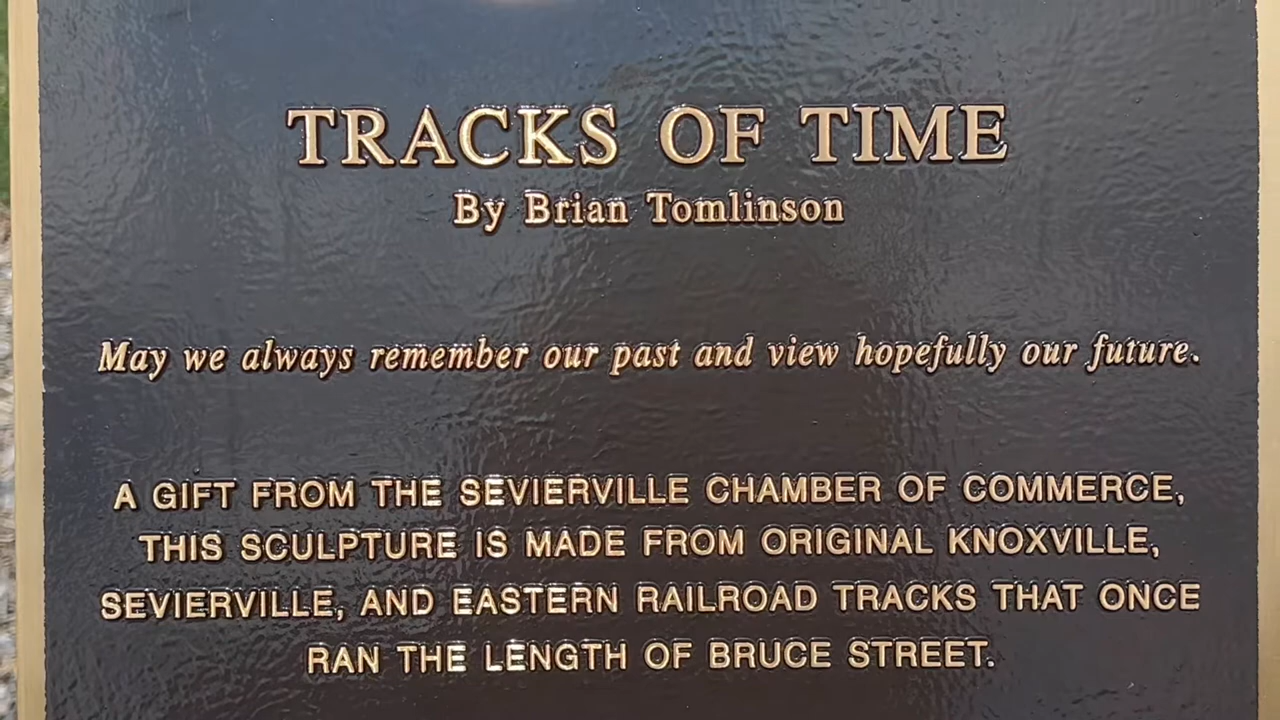 TRACKS OF TIME
By Brian Tomlinson
May we always remember our past and view hopefully our future.
A GIFT FROM THE SEVIERVILLE CHAMBER OF COMMERCE,
THIS SCULPTURE IS MADE FROM ORIGINAL KNOXVILLE,
SEVIERVILLE, AND EASTERN RAILROAD TRACKS THAT ONCE
RAN THE LENGTH OF BRUCE STREET.